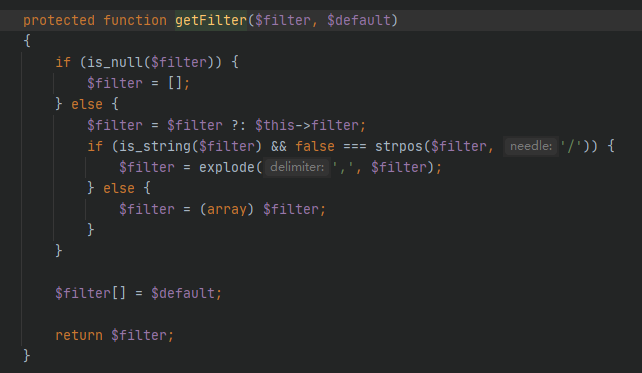 protected function getFilter($filter, $default)
{
    if (is_null($filter)) {
        $filter = [];
    } else {
        $filter = $filter ?: $this->filter;
        if (is_string($filter) && false === strpos($filter, needle: '/')) {
            $filter = explode( delimiter: ',', $filter);
        } else {
            $filter = (array) $filter;
        }
    }

    $filter[] = $default;

    return $filter;
}